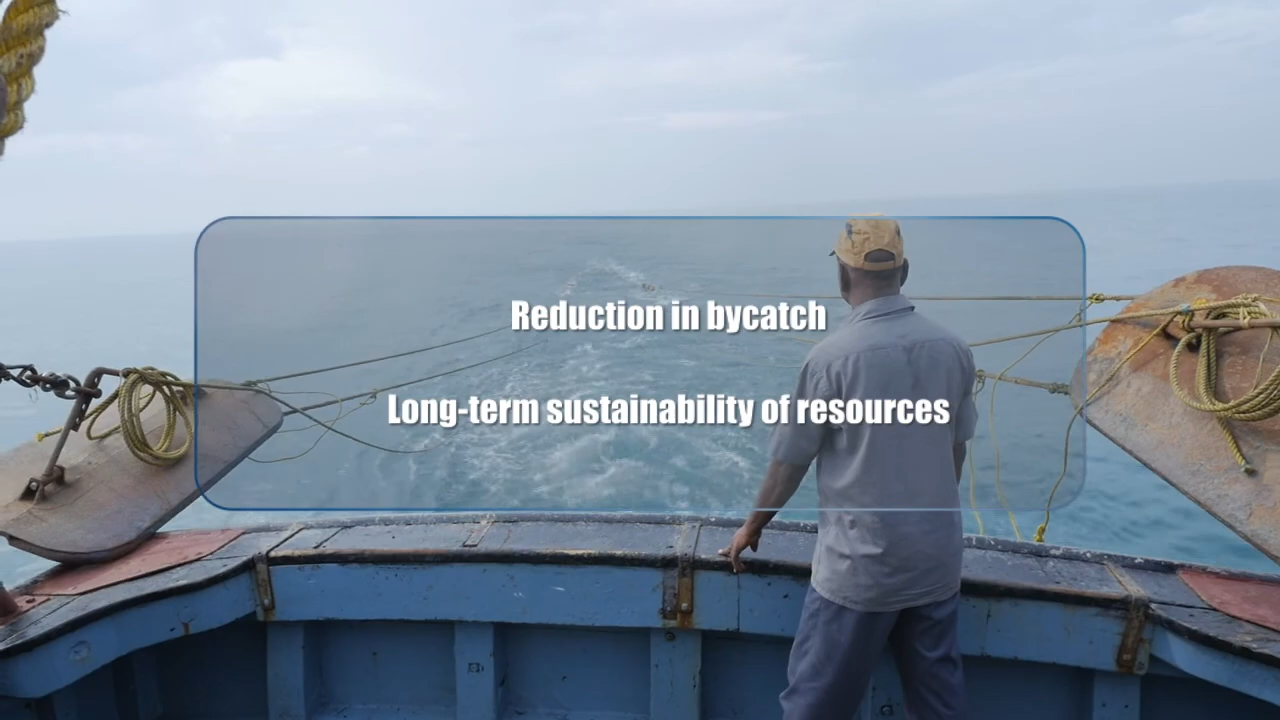 Reduction in bycatch
Long-term sustainability of resources